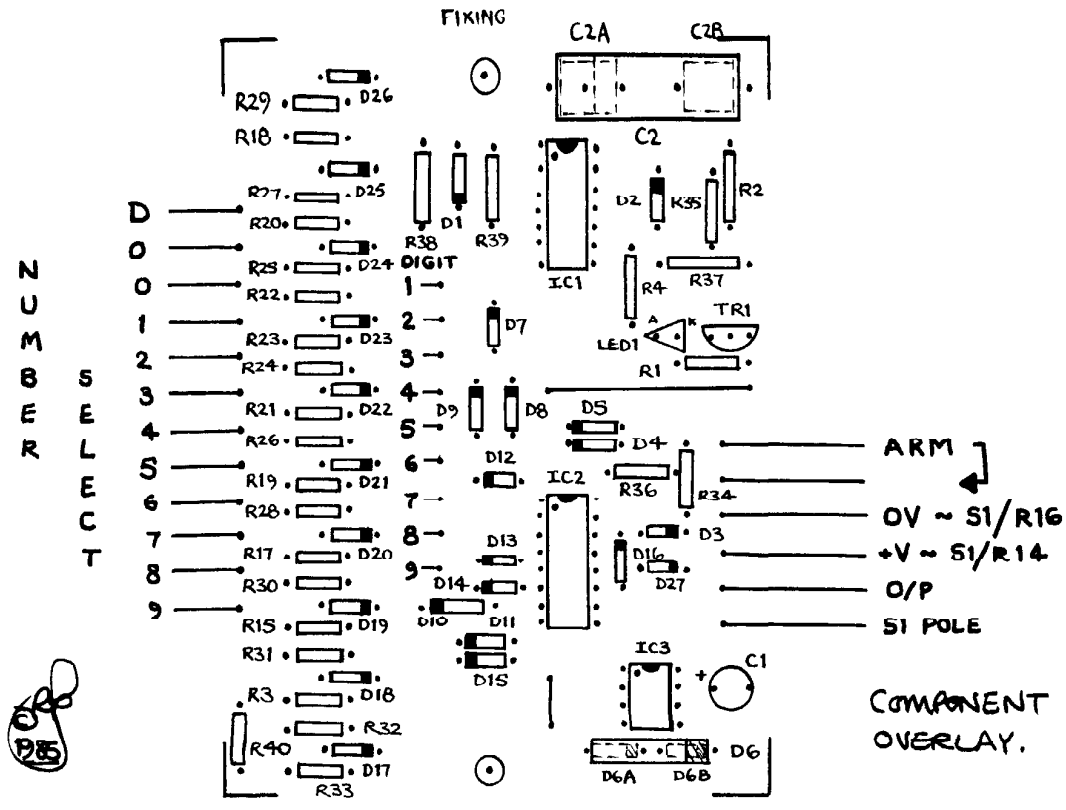 FIXING
C2A
C2B
D26
R29
R18
C2
D25
R27
D
R20
D2
R35
R2
D1
R38
R39
O
D24
R25
DIGIT
IC1
R4
R37
O
R22
1
1
D23
2
D7
A
K
TR1
LED1
R23
2
3
R24
R1
3
D22
4
D9
D8
R21
5
D5
4
R26
D4
ARM
5
D21
6
D12
R19
IC2
R36
R34
6
7
R28
0V ~ S1/R16
7
D20
8
D3
R17
D13
D16
+V ~ S1/R14
8
9
D14
D27
R30
O/P
9
D19
D10
D11
R15
S1 POLE
R31
IC3
D15
+
C1
D18
R3
R32
R40
D17
R33
D6
D6A
D6B
NUMBER
SELECT
©
1985
COMPONENT
OVERLAY.